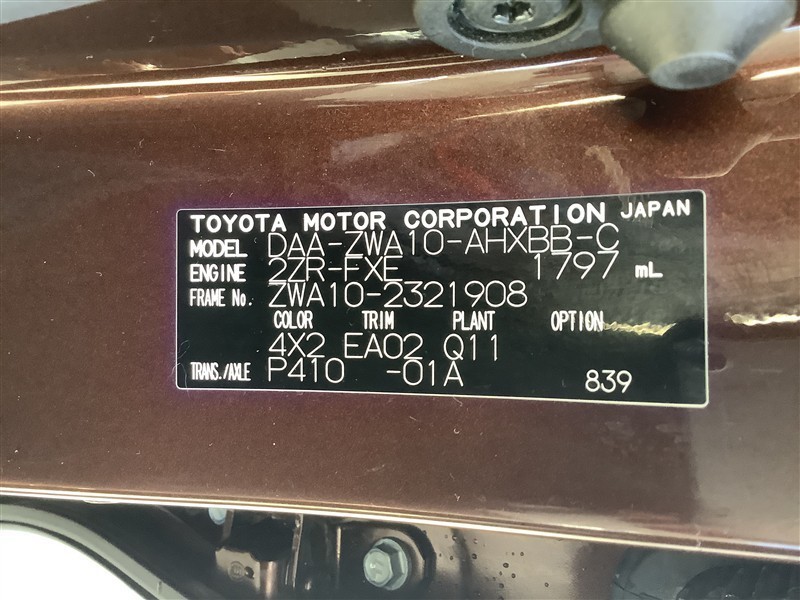 TOYOTA MOTOR CORPORATION JAPAN
MODEL DAA-ZWA10-AHXBB-C
ENGINE 2ZR-FXE 1797 mL
FRAME No. ZWA10-2321908
COLOR TRIM PLANT OPTION
4X2 EA02 Q11
TRANS./AXLE P410 -01A 839